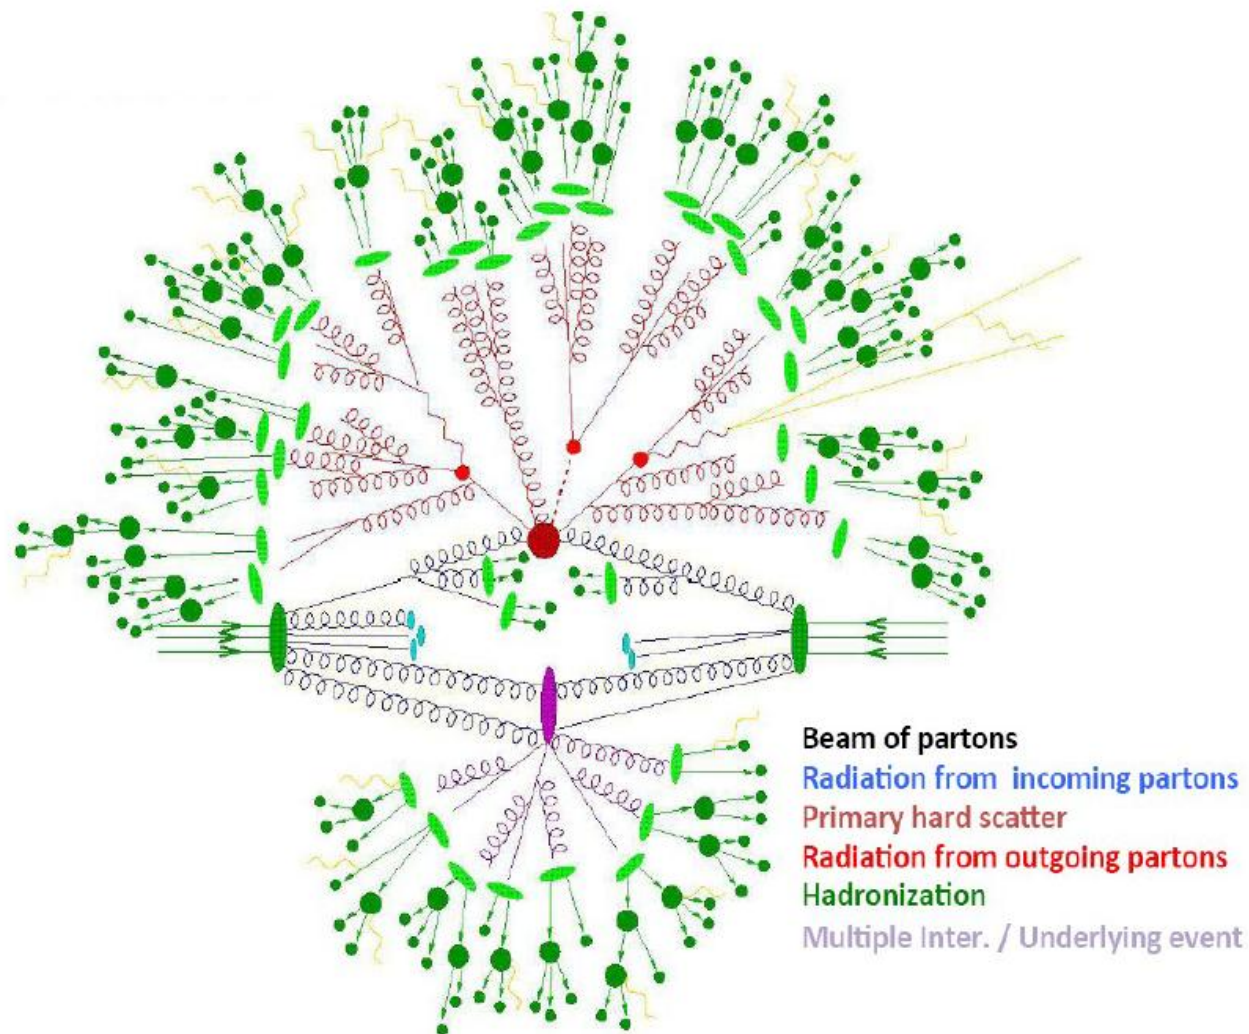 Beam of partons
Radiation from incoming partons
Primary hard scatter
Radiation from outgoing partons
Hadronization
Multiple Inter. / Underlying event